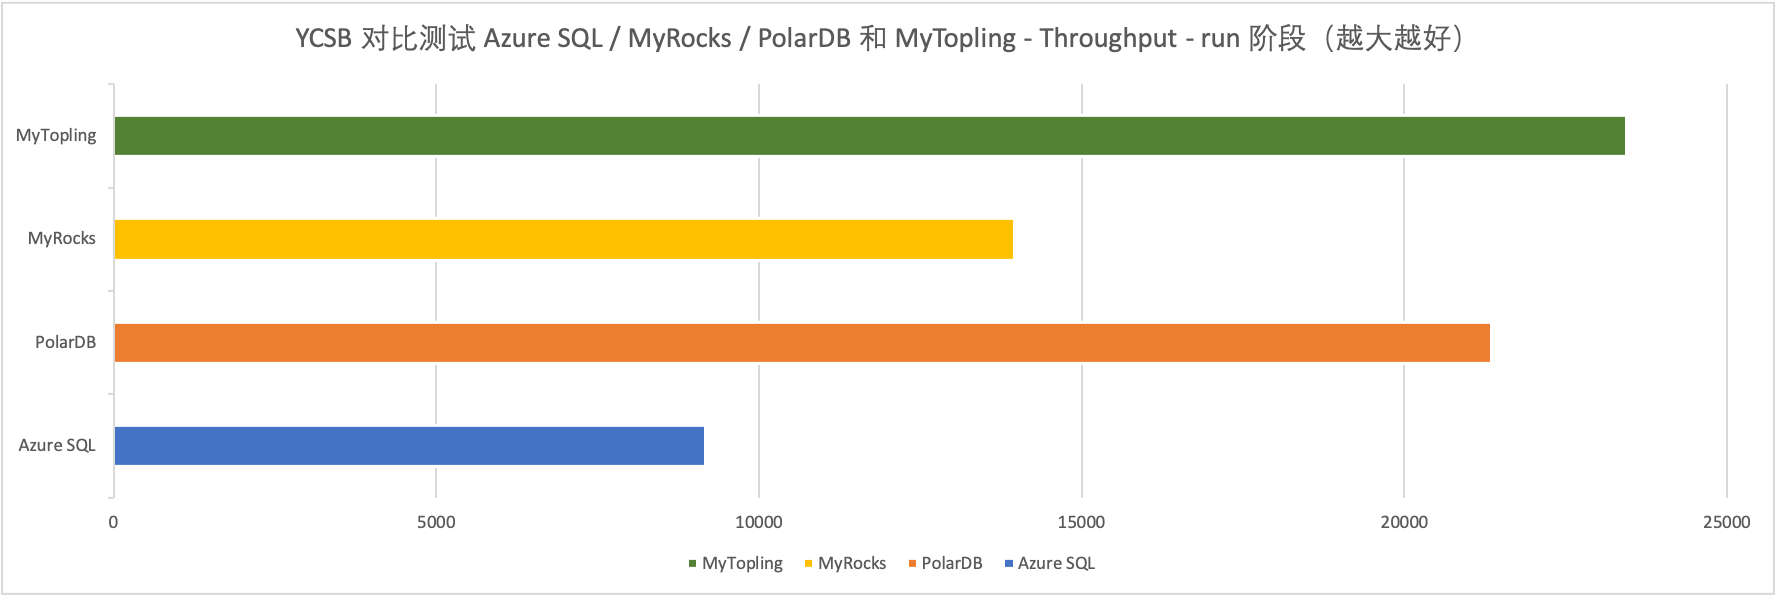 YCSB 对比测试 Azure SQL / MyRocks / PolarDB 和 MyTopling - Throughput - run 阶段（越大越好）
MyTopling
MyRocks
PolarDB
Azure SQL
0 5000 10000 15000 20000 25000
MyTopling MyRocks PolarDB Azure SQL